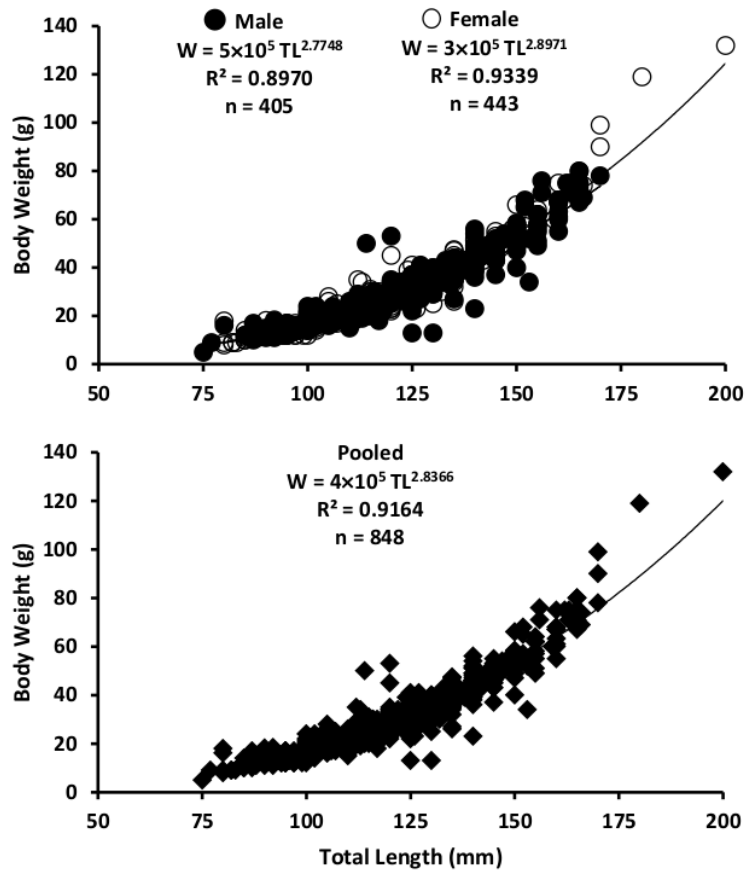 Male
W = 5×10⁵ TL²·⁷⁷⁴⁸
R² = 0.8970
n = 405
Female
W = 3×10⁵ TL²·⁸⁹⁷¹
R² = 0.9339
n = 443
Body Weight (g)
140
120
100
80
60
40
20
0
50
75
100
125
150
175
200
Pooled
W = 4×10⁵ TL²·⁸³⁶⁶
R² = 0.9164
n = 848
Body Weight (g)
140
120
100
80
60
40
20
0
50
75
100
125
150
175
200
Total Length (mm)